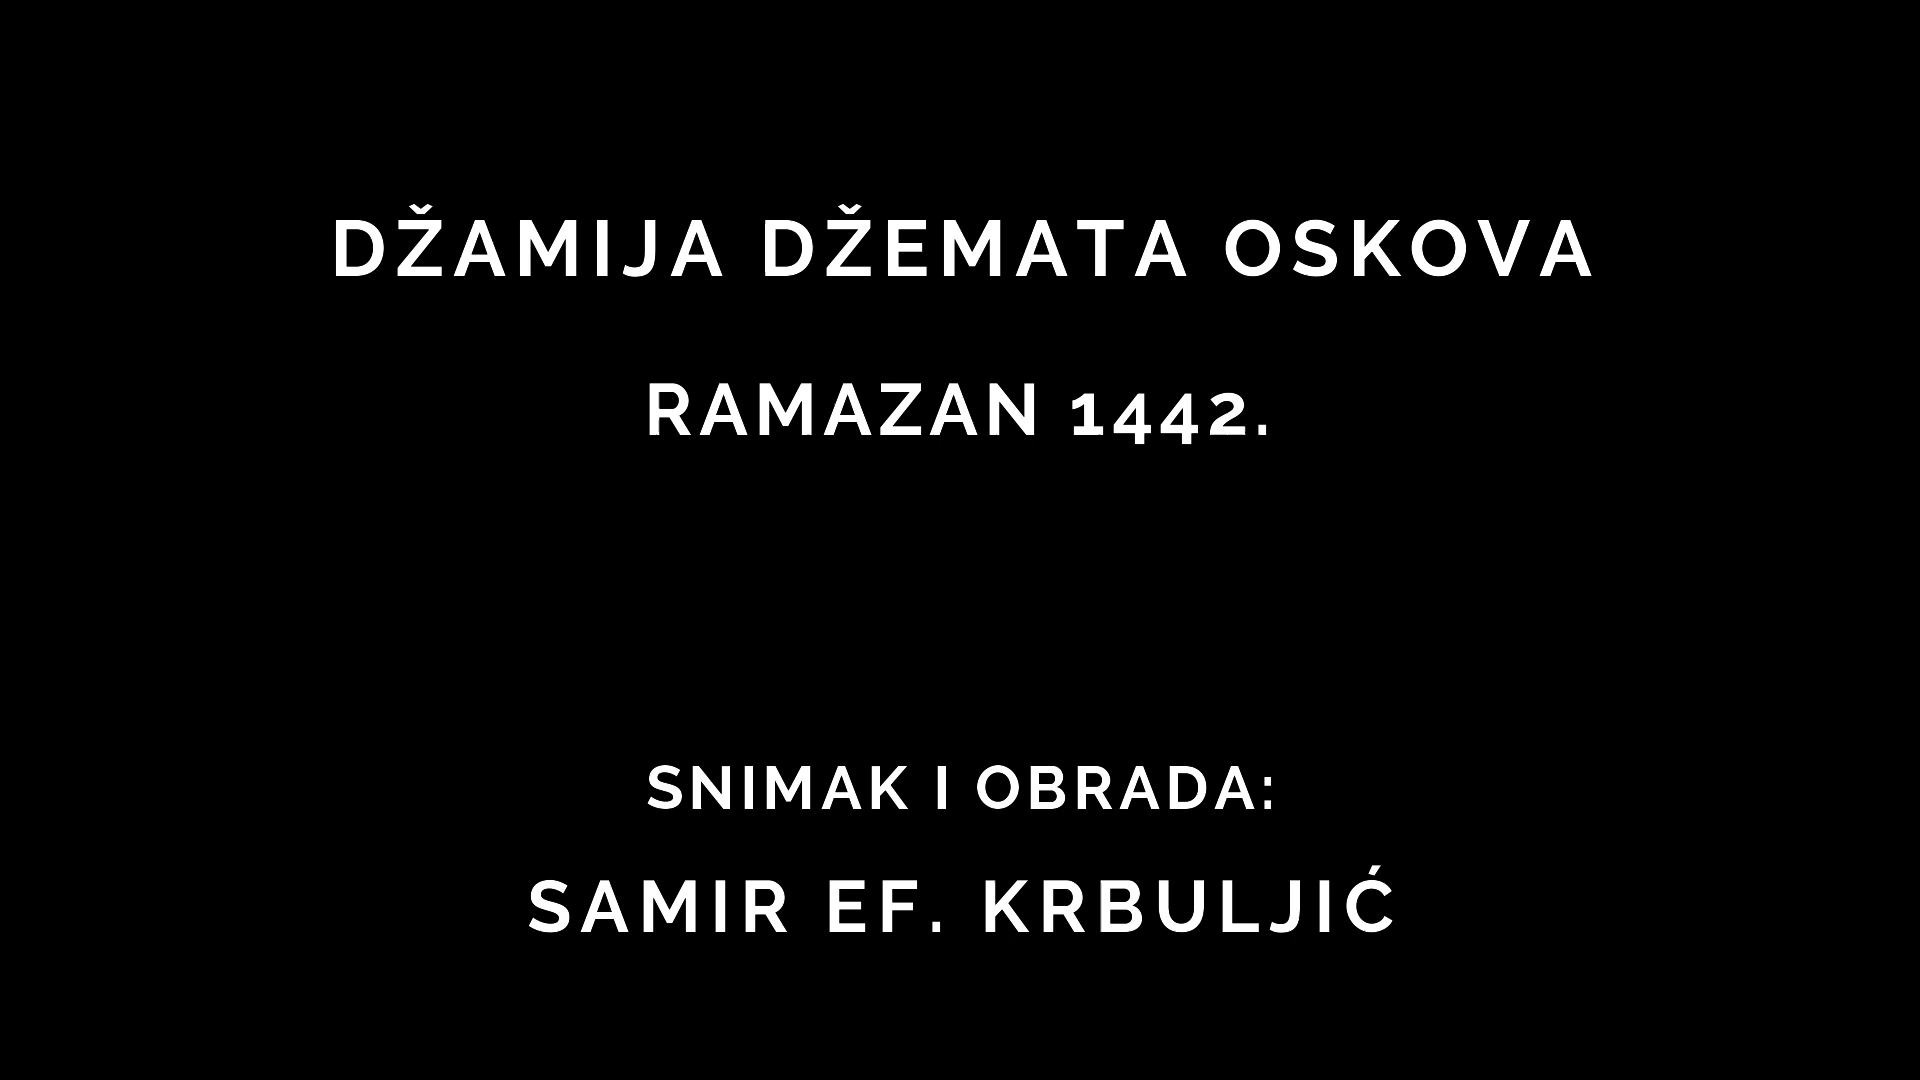 DŽAMIJA DŽEMATA OSKOVA
RAMAZAN 1442.
SNIMAK I OBRADA:
SAMIR EF. KRBULJIĆ